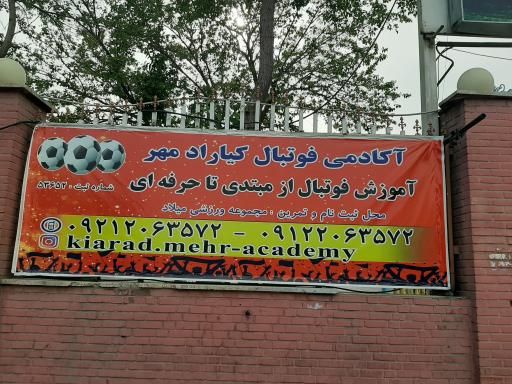 آکادمی فوتبال کیاراد مهر
آموزش فوتبال از مبتدی تا حرفه ای
شماره ثبت : ۵۳۶۵۲
محل ثبت نام و تمرین : مجموعه ورزشی میلاد
۰۹۲۱۲۰۶۳۵۷۲ - ۰۹۱۲۲۰۶۳۵۷۲
kiarad.mehr-academy